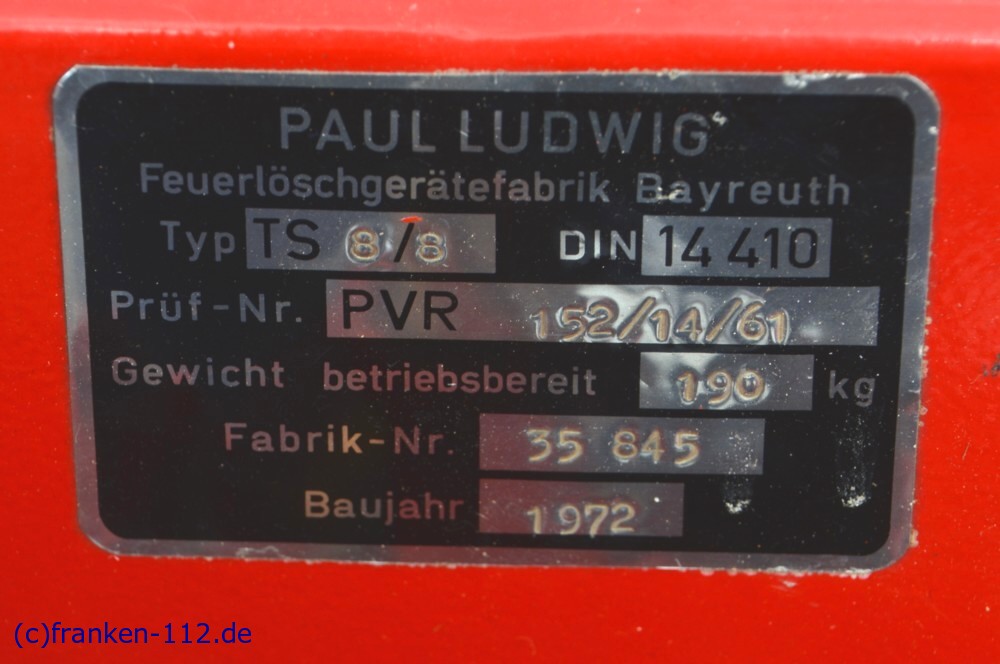 PAUL LUDWIG
Feuerlöschgerätefabrik Bayreuth
Typ TS 8/8 DIN 14 410
Prüf-Nr. PVR 152/14/61
Gewicht betriebsbereit 190 kg
Fabrik-Nr. 35 845
Baujahr 1972
(c)franken-112.de